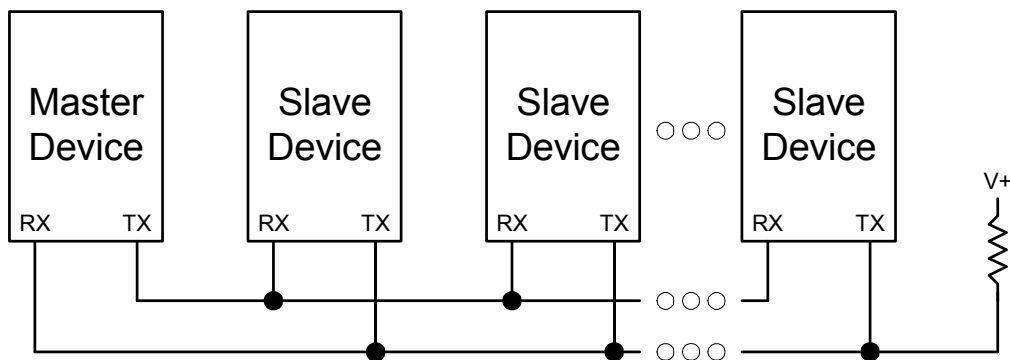 Master
Device
Slave
Device
Slave
Device
Slave
Device
RX TX
RX TX
RX TX
RX TX
V+